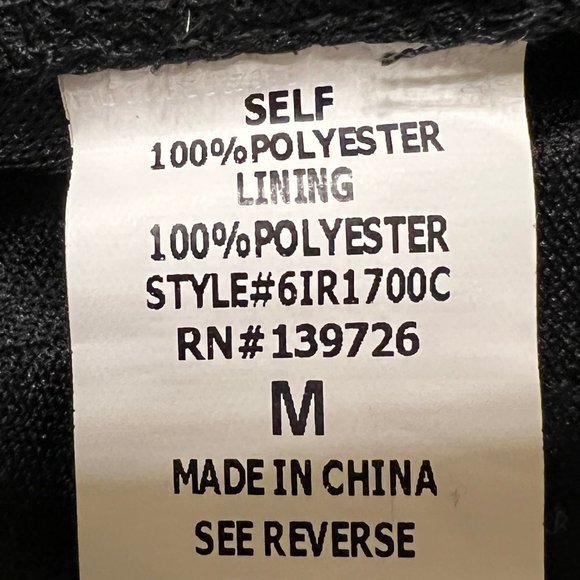 SELF
100%POLYESTER
LINING
100%POLYESTER
STYLE#6IR1700C
RN#139726
M
MADE IN CHINA
SEE REVERSE